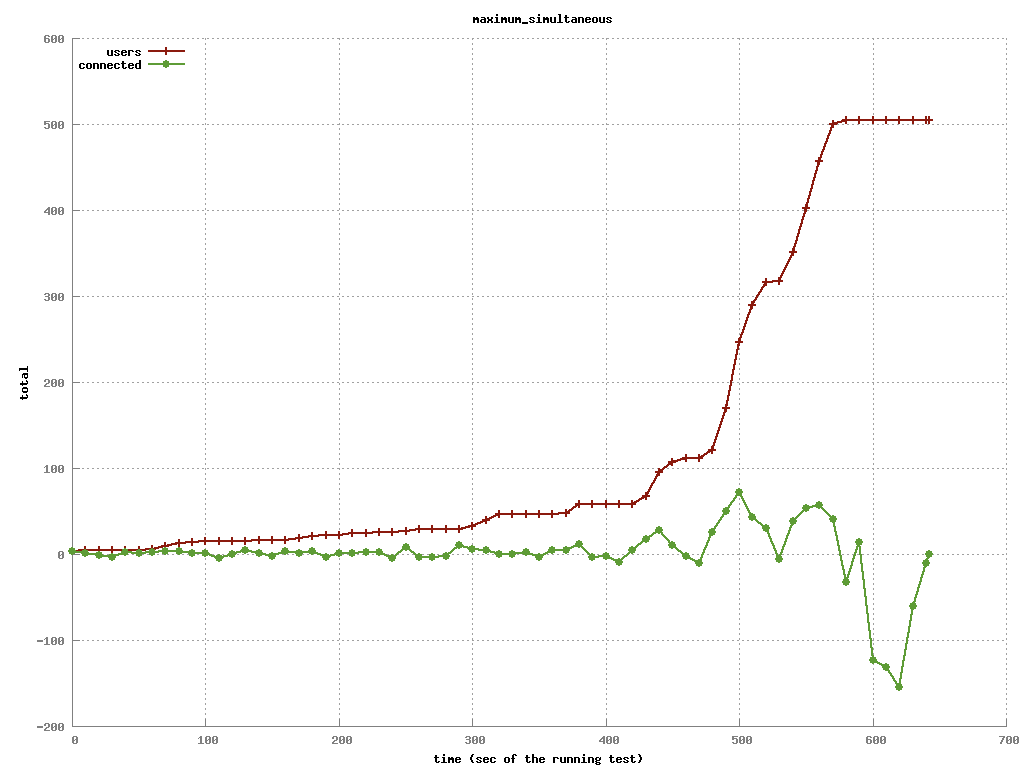 maximum_simultaneous
600
users
connected
500
400
300
200
100
0
-100
-200
total
0 100 200 300 400 500 600 700
time (sec of the running test)